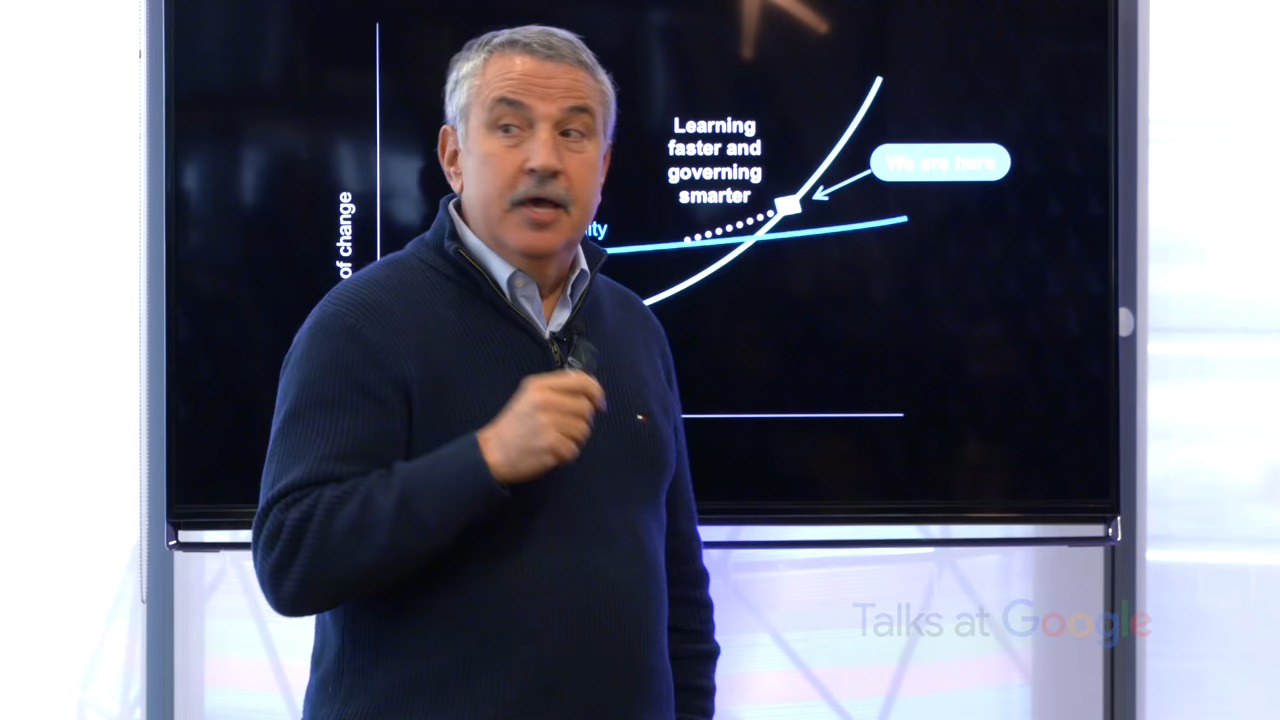 Learning
faster and
governing
smarter
We are here
ity
of change
Talks at Google